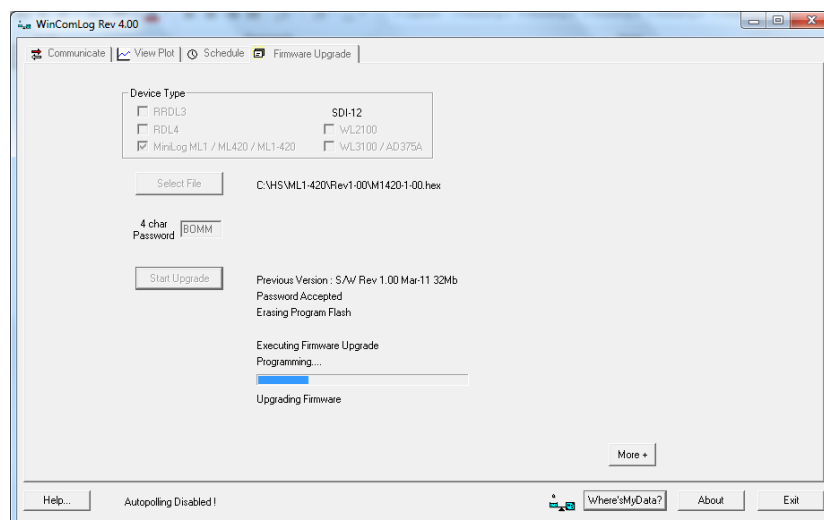 WinComLog Rev 4.00
Communicate View Plot Schedule Firmware Upgrade
Device Type
RRDL3 SDI-12
RDL4 WL2100
MiniLog ML1 / ML420 / ML1-420 WL3100 / AD375A
Select File C:\HS\ML1-420\Rev1-00\M1420-1-00.hex
4 char
Password BOMM
Start Upgrade Previous Version : S/W Rev 1.00 Mar-11 32Mb
Password Accepted
Erasing Program Flash
Executing Firmware Upgrade
Programming....
Upgrading Firmware
More +
Help... Autopolling Disabled ! Where'sMyData? About Exit